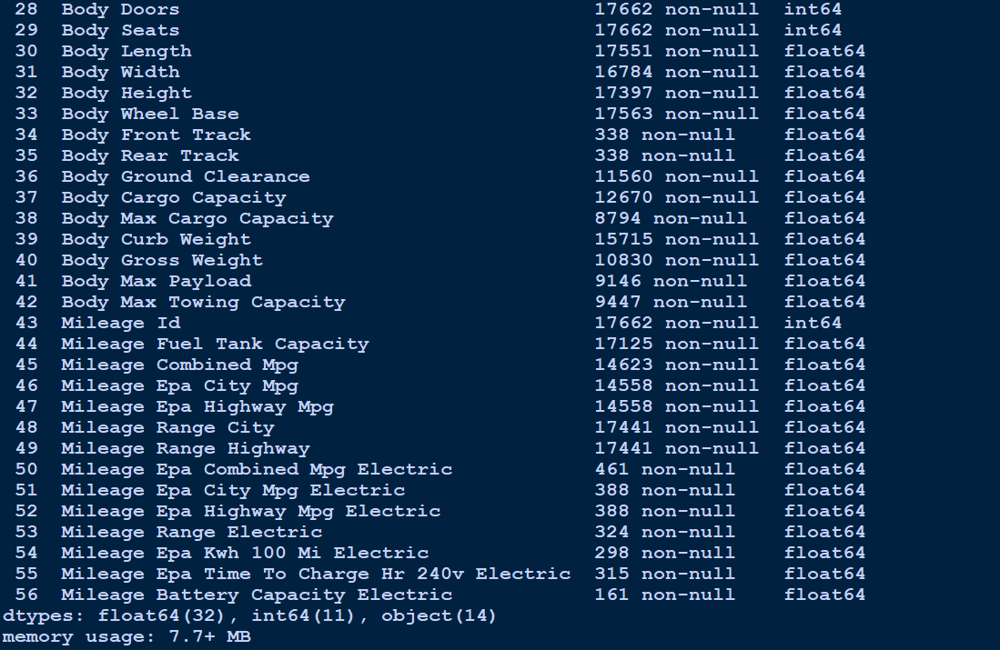 28 Body Doors 17662 non-null int64
29 Body Seats 17662 non-null int64
30 Body Length 17551 non-null float64
31 Body Width 16784 non-null float64
32 Body Height 17397 non-null float64
33 Body Wheel Base 17563 non-null float64
34 Body Front Track 338 non-null float64
35 Body Rear Track 338 non-null float64
36 Body Ground Clearance 11560 non-null float64
37 Body Cargo Capacity 12670 non-null float64
38 Body Max Cargo Capacity 8794 non-null float64
39 Body Curb Weight 15715 non-null float64
40 Body Gross Weight 10830 non-null float64
41 Body Max Payload 9146 non-null float64
42 Body Max Towing Capacity 9447 non-null float64
43 Mileage Id 17662 non-null int64
44 Mileage Fuel Tank Capacity 17125 non-null float64
45 Mileage Combined Mpg 14623 non-null float64
46 Mileage Epa City Mpg 14558 non-null float64
47 Mileage Epa Highway Mpg 14558 non-null float64
48 Mileage Range City 17441 non-null float64
49 Mileage Range Highway 17441 non-null float64
50 Mileage Epa Combined Mpg Electric 461 non-null float64
51 Mileage Epa City Mpg Electric 388 non-null float64
52 Mileage Epa Highway Mpg Electric 388 non-null float64
53 Mileage Range Electric 324 non-null float64
54 Mileage Epa Kwh 100 Mi Electric 298 non-null float64
55 Mileage Epa Time To Charge Hr 240v Electric 315 non-null float64
56 Mileage Battery Capacity Electric 161 non-null float64
dtypes: float64(32), int64(11), object(14)
memory usage: 7.7+ MB